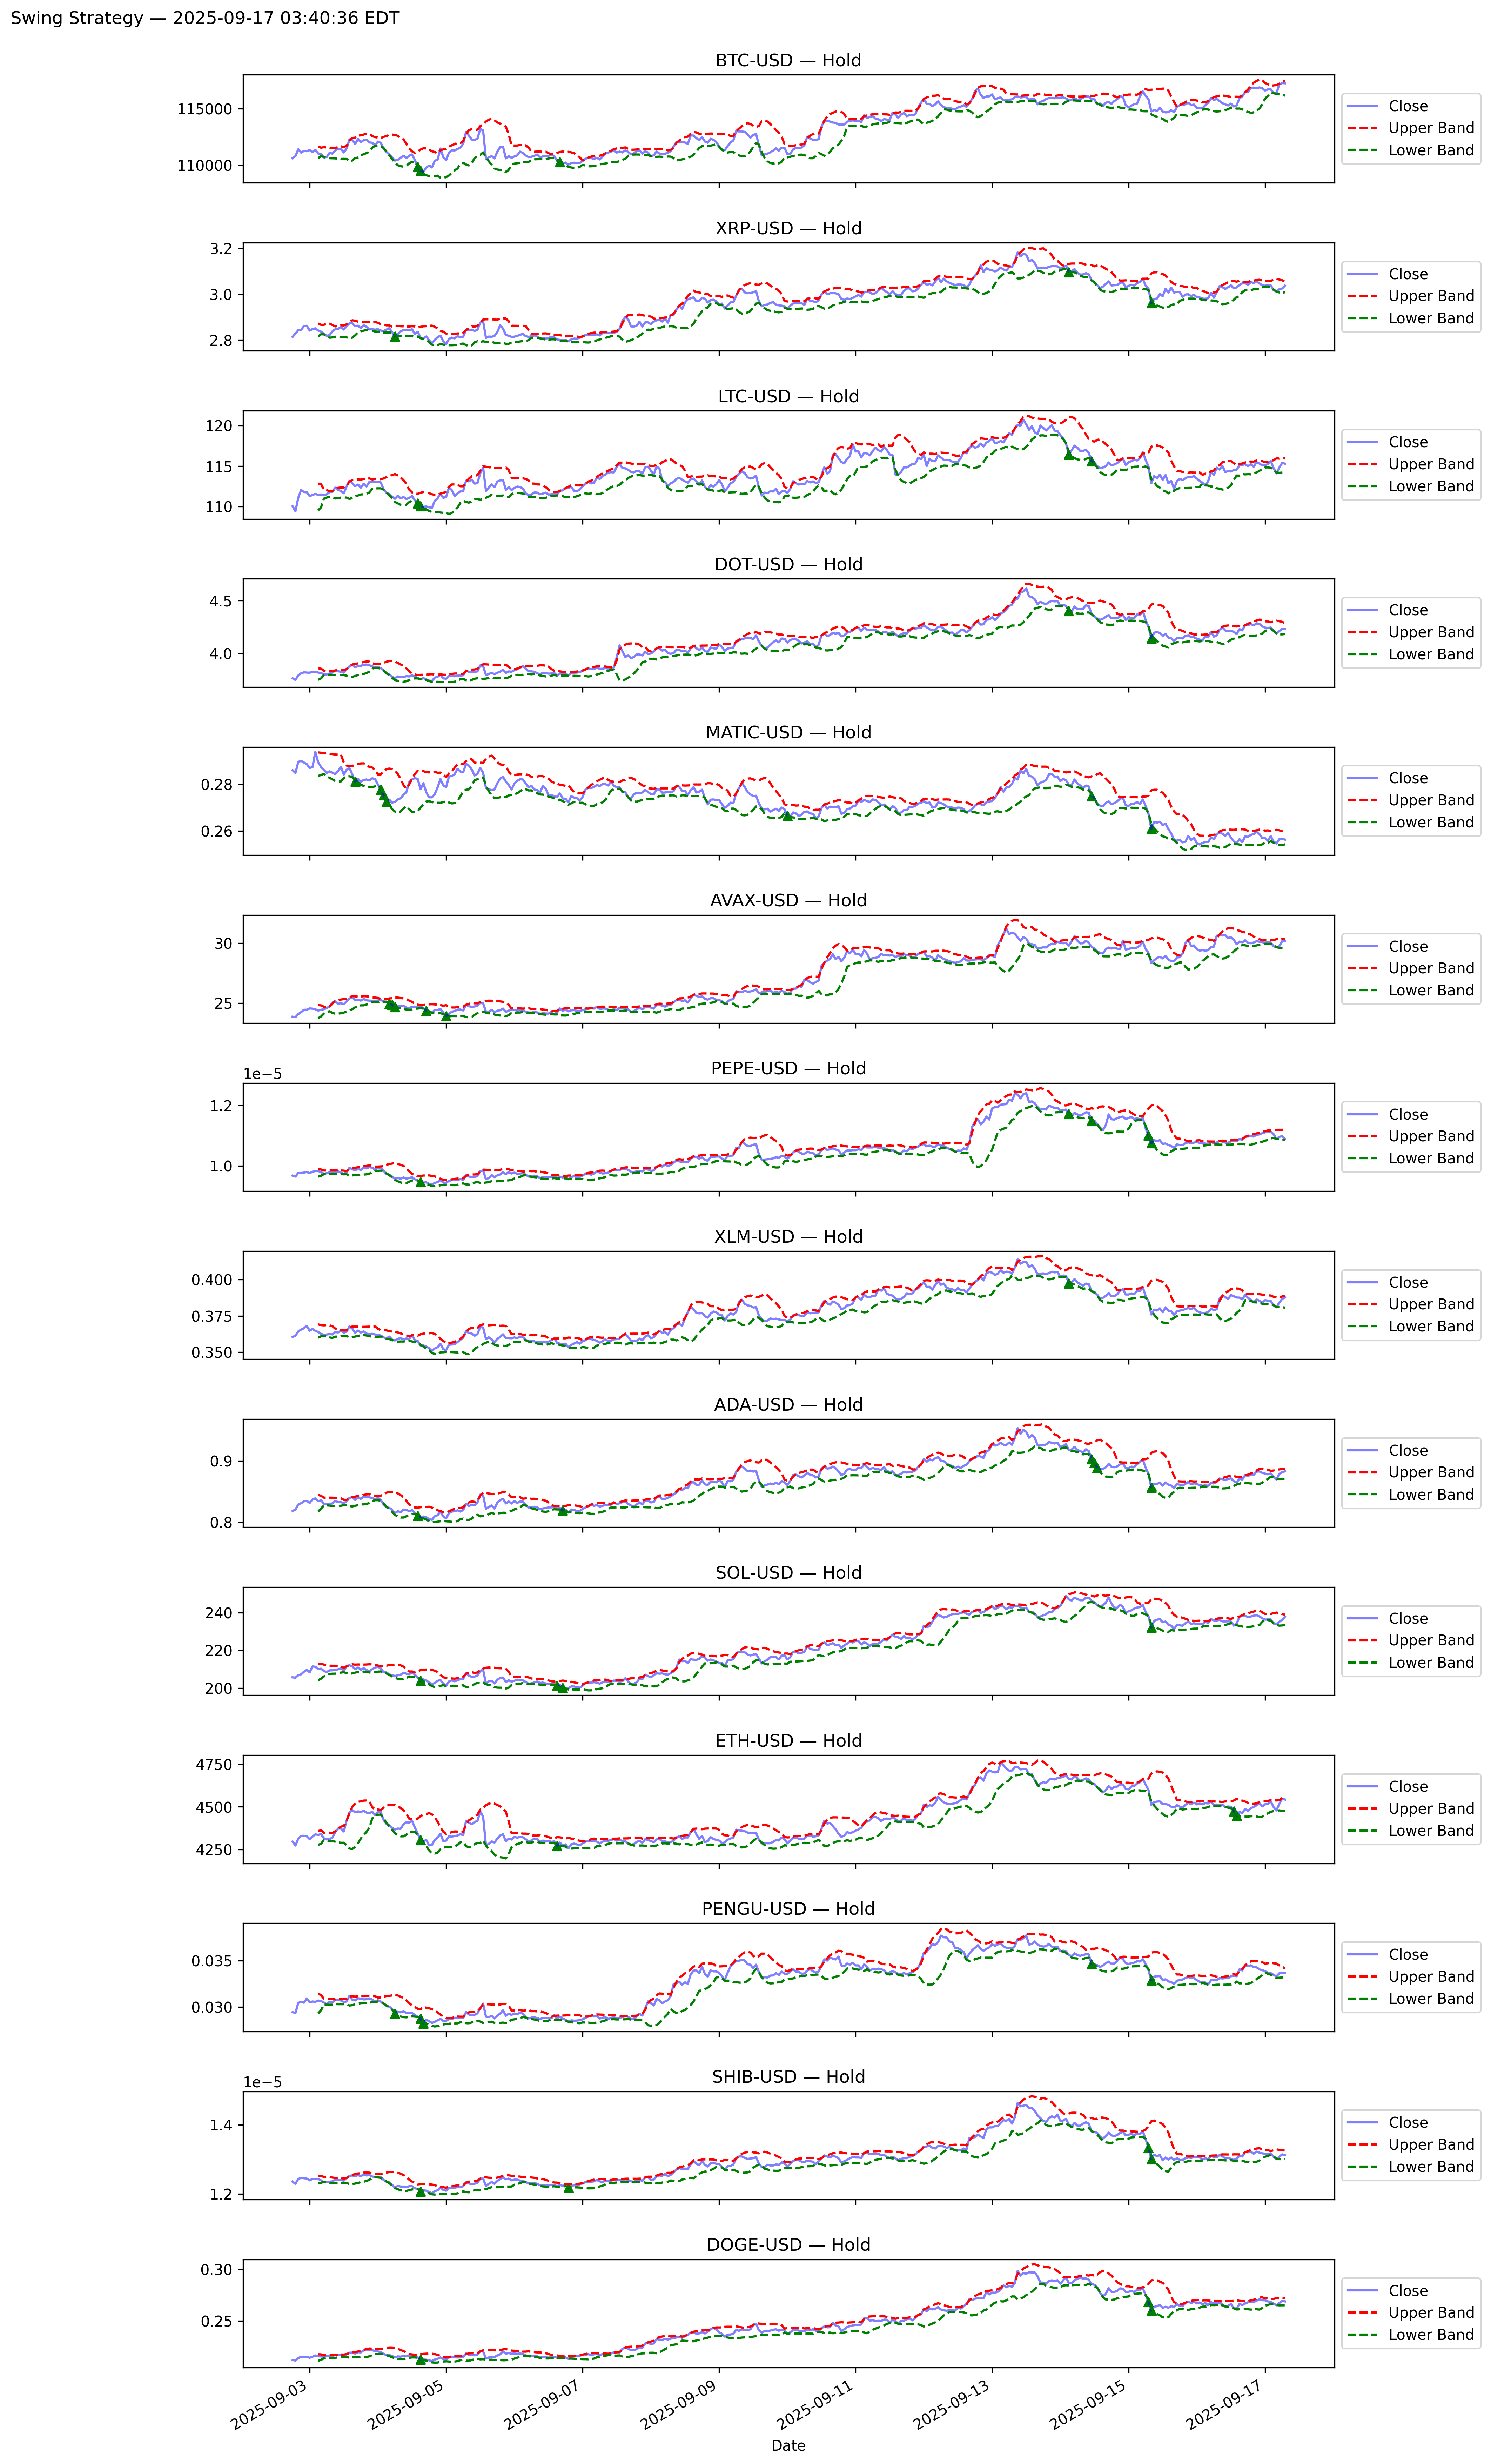 Swing Strategy — 2025-09-17 03:40:36 EDT
BTC-USD — Hold
115000
110000
Close
Upper Band
Lower Band
XRP-USD — Hold
3.2
3.0
2.8
Close
Upper Band
Lower Band
LTC-USD — Hold
120
115
110
Close
Upper Band
Lower Band
DOT-USD — Hold
4.5
4.0
Close
Upper Band
Lower Band
MATIC-USD — Hold
0.28
0.26
Close
Upper Band
Lower Band
AVAX-USD — Hold
30
25
Close
Upper Band
Lower Band
PEPE-USD — Hold
1e−5
1.2
1.0
Close
Upper Band
Lower Band
XLM-USD — Hold
0.400
0.375
0.350
Close
Upper Band
Lower Band
ADA-USD — Hold
0.9
0.8
Close
Upper Band
Lower Band
SOL-USD — Hold
240
220
200
Close
Upper Band
Lower Band
ETH-USD — Hold
4750
4500
4250
Close
Upper Band
Lower Band
PENGU-USD — Hold
0.035
0.030
Close
Upper Band
Lower Band
SHIB-USD — Hold
1e−5
1.4
1.2
Close
Upper Band
Lower Band
DOGE-USD — Hold
0.30
0.25
Close
Upper Band
Lower Band
2025-09-03
2025-09-05
2025-09-07
2025-09-09
2025-09-11
2025-09-13
2025-09-15
2025-09-17
Date